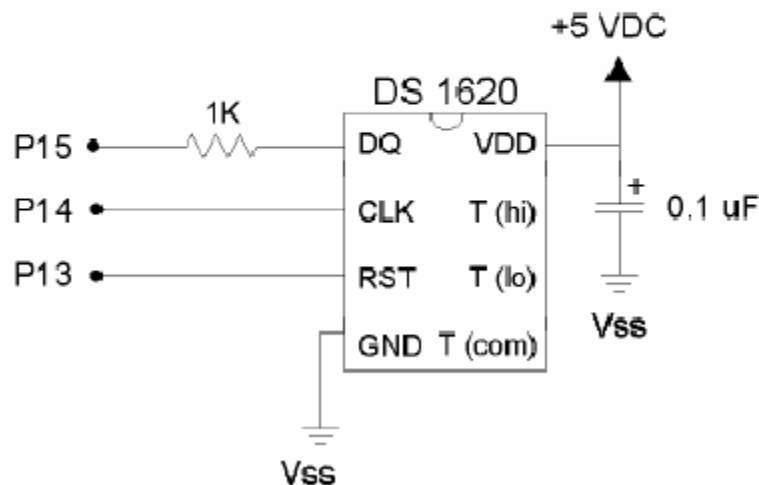 +5 VDC
DS 1620
1K
P15
DQ
VDD
+
P14
CLK
T (hi)
0.1 uF
P13
RST
T (lo)
Vss
GND
T (com)
Vss